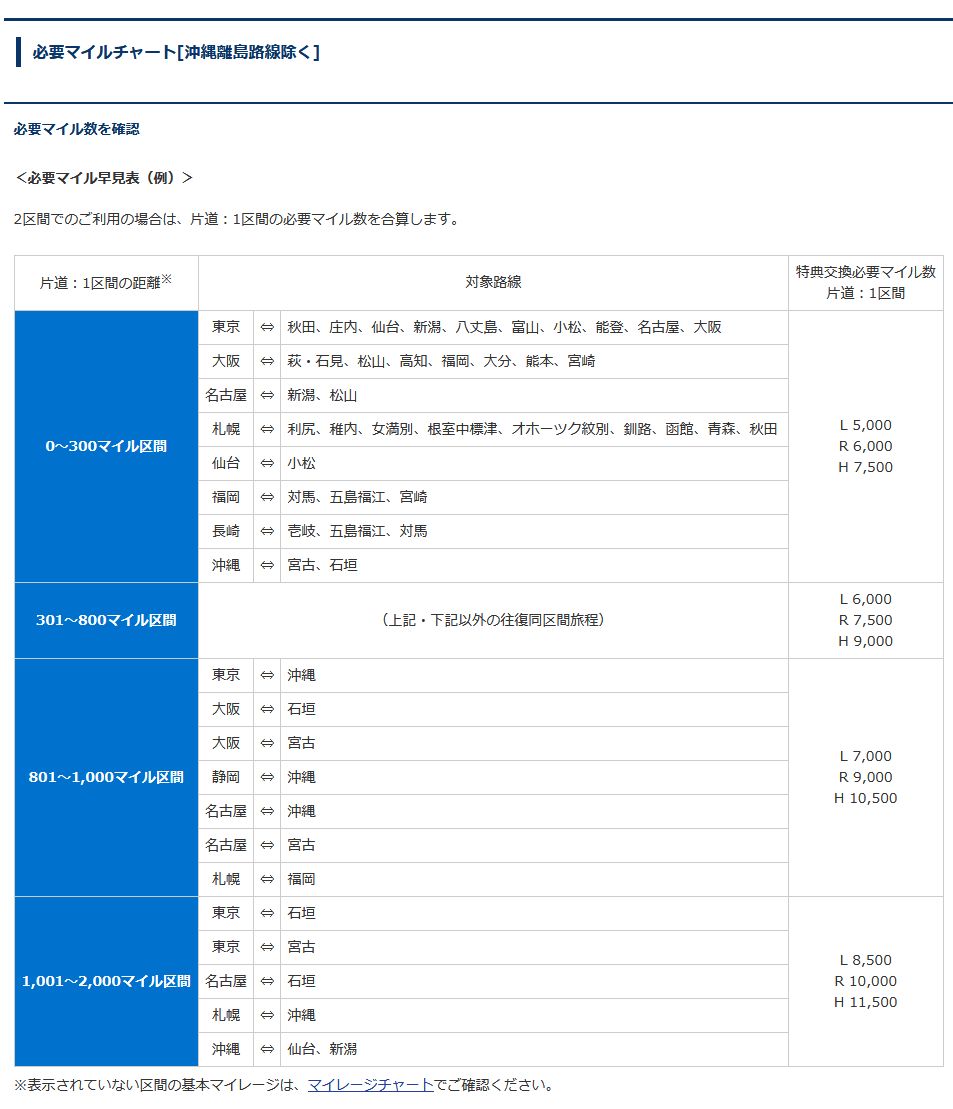 必要マイルチャート[沖縄離島路線除く]
必要マイル数を確認
＜必要マイル早見表（例）＞
2区間でのご利用の場合は、片道：1区間の必要マイル数を合算します。
片道：1区間の距離※
対象路線
特典交換必要マイル数
片道：1区間
0～300マイル区間
東京 ⇔ 秋田、庄内、仙台、新潟、八丈島、富山、小松、能登、名古屋、大阪
大阪 ⇔ 萩・石見、松山、高知、福岡、大分、熊本、宮崎
名古屋 ⇔ 新潟、松山
札幌 ⇔ 利尻、稚内、女満別、根室中標津、オホーツク紋別、釧路、函館、青森、秋田
仙台 ⇔ 小松
福岡 ⇔ 対馬、五島福江、宮崎
長崎 ⇔ 壱岐、五島福江、対馬
沖縄 ⇔ 宮古、石垣
L 5,000
R 6,000
H 7,500
301～800マイル区間
（上記・下記以外の往復同区間旅程）
L 6,000
R 7,500
H 9,000
801～1,000マイル区間
東京 ⇔ 沖縄
大阪 ⇔ 石垣
大阪 ⇔ 宮古
静岡 ⇔ 沖縄
名古屋 ⇔ 沖縄
名古屋 ⇔ 宮古
札幌 ⇔ 福岡
L 7,000
R 9,000
H 10,500
1,001～2,000マイル区間
東京 ⇔ 石垣
東京 ⇔ 宮古
名古屋 ⇔ 石垣
札幌 ⇔ 沖縄
沖縄 ⇔ 仙台、新潟
L 8,500
R 10,000
H 11,500
※表示されていない区間の基本マイレージは、マイレージチャートでご確認ください。